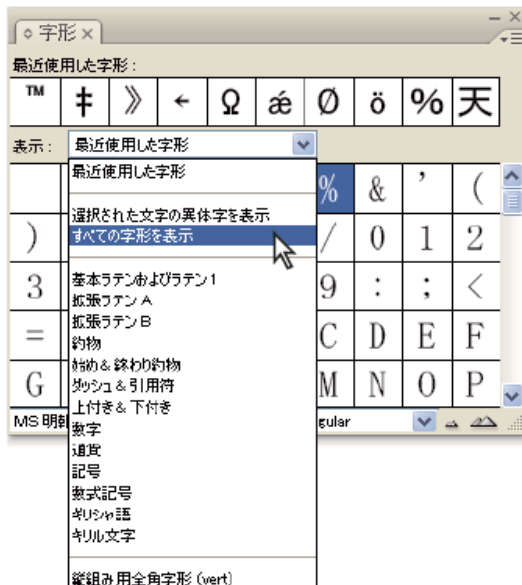 字形 ×
最近使用した字形 :
™ ‡ 》 ← Ω ǽ Ø ö % 天
表示 : 最近使用した字形
最近使用した字形
選択された文字の異体字を表示
すべての字形を表示
基本ラテンおよびラテン 1
拡張ラテン A
拡張ラテン B
約物
始め & 終わり約物
ダッシュ & 引用符
上付き & 下付き
数字
通貨
記号
数式記号
ギリシャ語
キリル文字
縦組み用全角字形 (vert)
% & ’ (
) / 0 1 2
3 9 : ; <
= C D E F
G M N O P
MS 明朝 gular